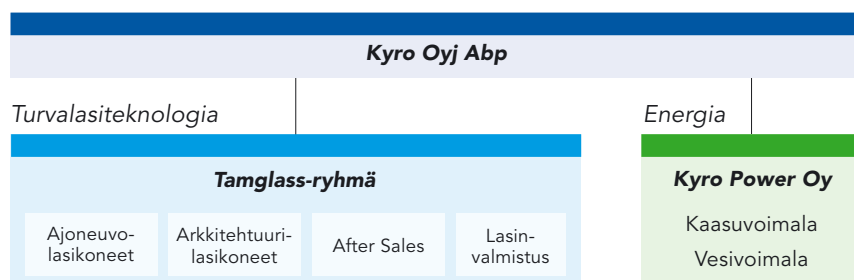 Kyro Oyj Abp
Turvalasiteknologia
Energia
Tamglass-ryhmä
Kyro Power Oy
Ajoneuvo-
lasikoneet
Arkkitehtuuri-
lasikoneet
After Sales
Lasin-
valmistus
Kaasuvoimala
Vesivoimala